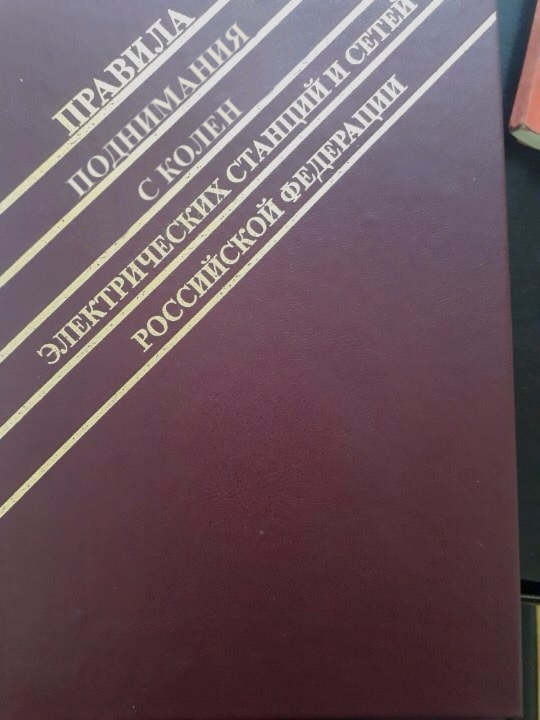 ПРАВИЛА
ПОДНИМАНИЯ
С КОЛЕН
ЭЛЕКТРИЧЕСКИХ СТАНЦИЙ И СЕТЕЙ
РОССИЙСКОЙ ФЕДЕРАЦИИ